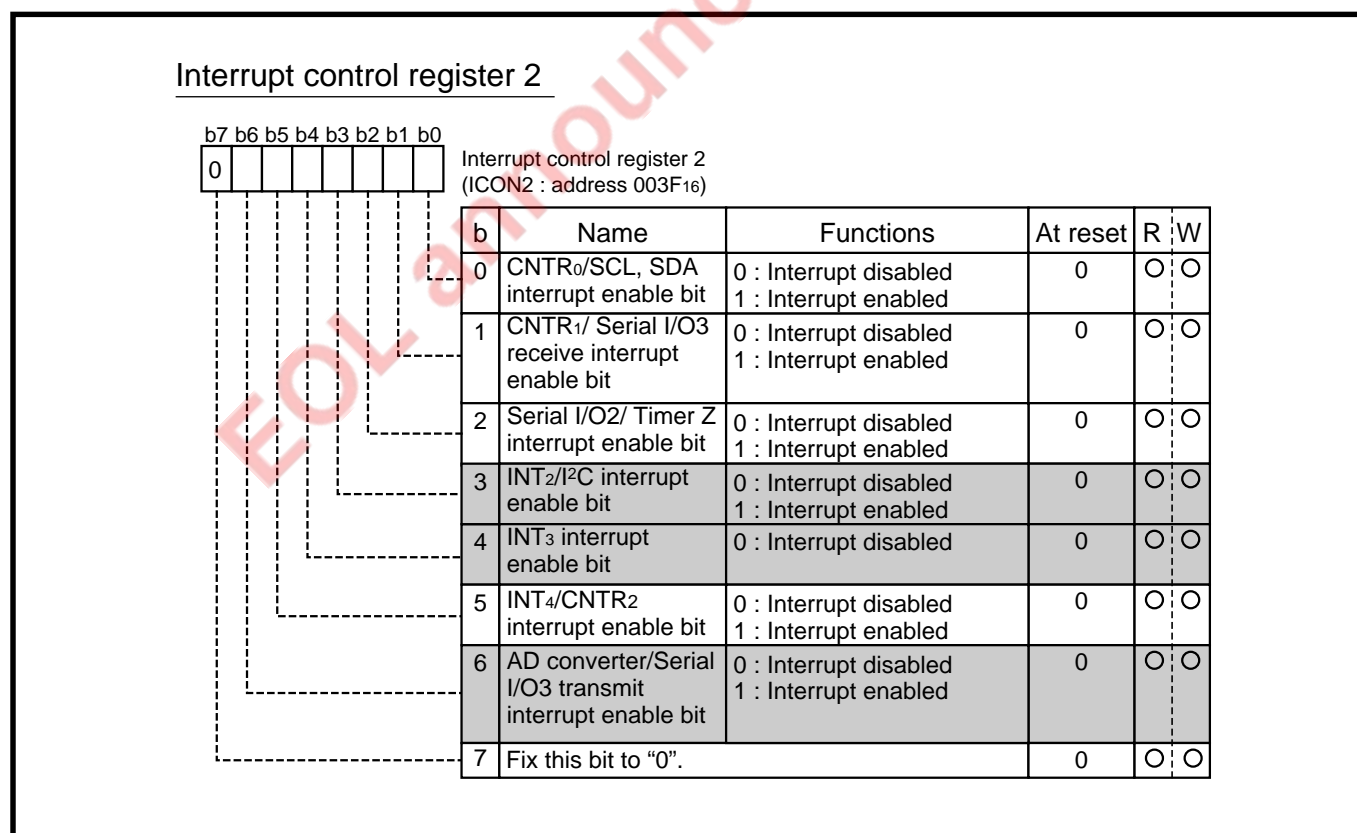 EOL announc
Interrupt control register 2
b7 b6 b5 b4 b3 b2 b1 b0
0
Interrupt control register 2
(ICON2 : address 003F16)
b Name Functions At reset R W
0 CNTR0/SCL, SDA interrupt enable bit 0 : Interrupt disabled 1 : Interrupt enabled 0 ○ ○
1 CNTR1/ Serial I/O3 receive interrupt enable bit 0 : Interrupt disabled 1 : Interrupt enabled 0 ○ ○
2 Serial I/O2/ Timer Z interrupt enable bit 0 : Interrupt disabled 1 : Interrupt enabled 0 ○ ○
3 INT2/I²C interrupt enable bit 0 : Interrupt disabled 1 : Interrupt enabled 0 ○ ○
4 INT3 interrupt enable bit 0 : Interrupt disabled 0 ○ ○
5 INT4/CNTR2 interrupt enable bit 0 : Interrupt disabled 1 : Interrupt enabled 0 ○ ○
6 AD converter/Serial I/O3 transmit interrupt enable bit 0 : Interrupt disabled 1 : Interrupt enabled 0 ○ ○
7 Fix this bit to “0”. 0 ○ ○